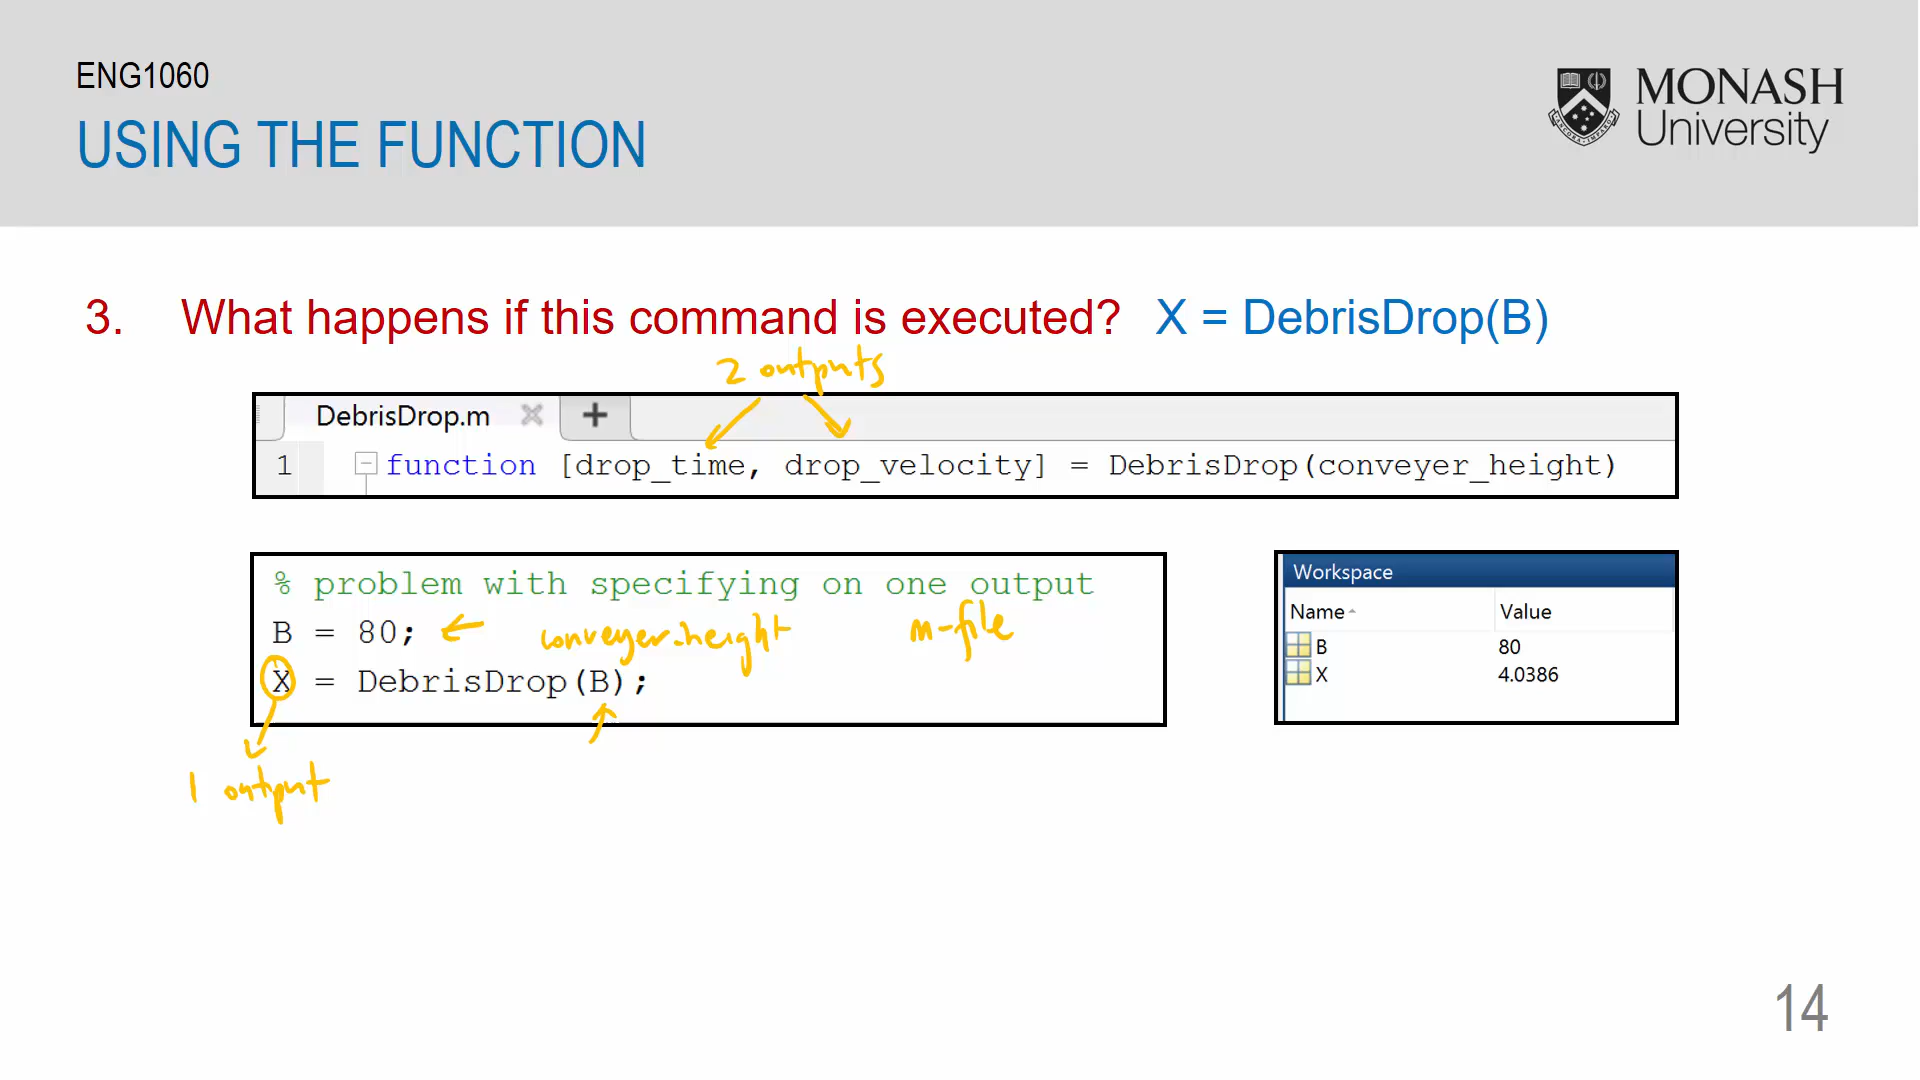 ENG1060
USING THE FUNCTION
MONASH
University
ANCORA IMPARO
3. What happens if this command is executed? X = DebrisDrop(B)
2 outputs
DebrisDrop.m
1 function [drop_time, drop_velocity] = DebrisDrop(conveyer_height)
% problem with specifying on one output
B = 80; conveyer_height m-file
X = DebrisDrop(B);
1 output
Workspace
Name Value
B 80
X 4.0386
14